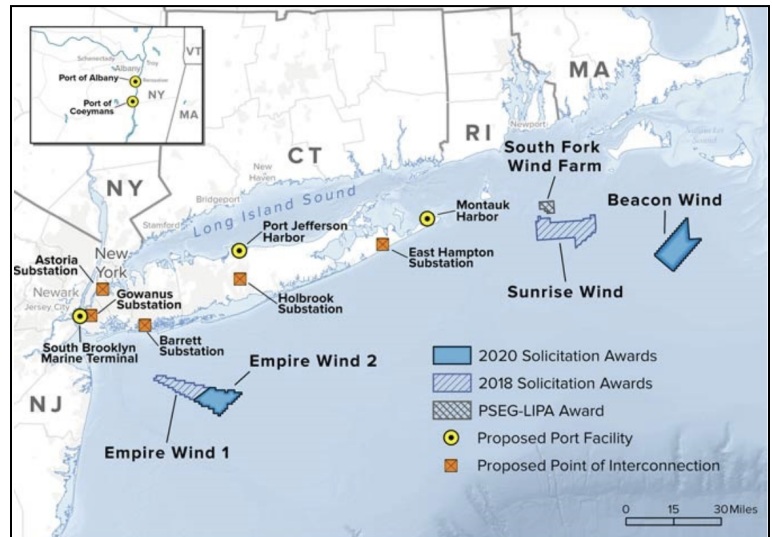 Schenectady
Troy
VT
Albany
Port of Albany
Rensselaer
Port of
Coeymans
NY
MA
MA
RI
Newport
South Fork
Wind Farm
CT
New
Haven
NY
Bridgeport
Long Island Sound
Montauk
Harbor
Beacon Wind
Stamford
Port Jefferson
Harbor
Astoria
Substation
New
York
East Hampton
Substation
Newark
Gowanus
Substation
Jersey City
Holbrook
Substation
Sunrise Wind
South Brooklyn
Marine Terminal
Barrett
Substation
Empire Wind 2
2020 Solicitation Awards
2018 Solicitation Awards
NJ
PSEG-LIPA Award
Proposed Port Facility
Empire Wind 1
Proposed Point of Interconnection
0 15 30 Miles